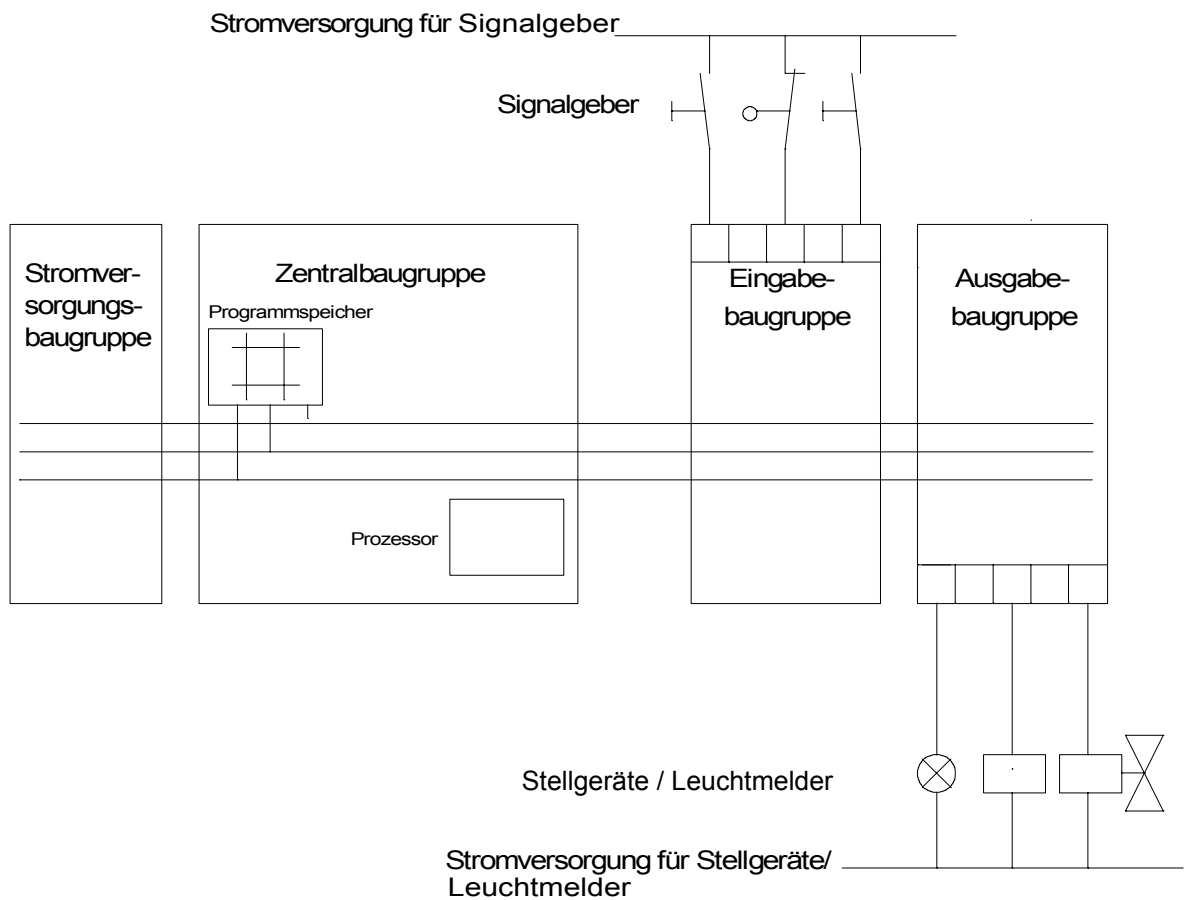 Stromversorgung für Signalgeber
Signalgeber
Stromver-
sorgungs-
baugruppe
Zentralbaugruppe
Programmspeicher
Prozessor
Eingabe-
baugruppe
Ausgabe-
baugruppe
Stellgeräte / Leuchtmelder
Stromversorgung für Stellgeräte/
Leuchtmelder